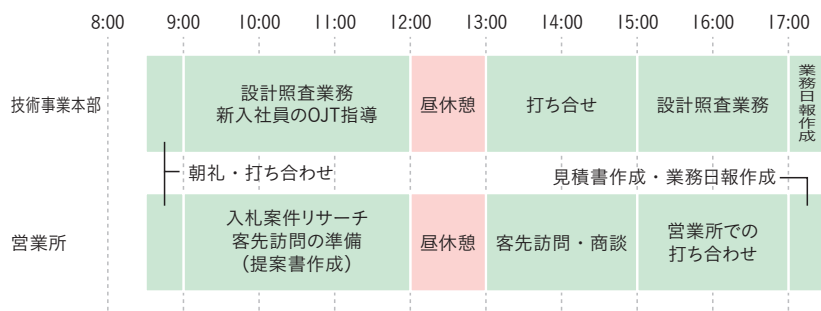 8:00 9:00 10:00 11:00 12:00 13:00 14:00 15:00 16:00 17:00
技術事業本部
設計照査業務
新入社員のOJT指導
昼休憩
打ち合せ
設計照査業務
業務日報作成
朝礼・打ち合わせ
見積書作成・業務日報作成
営業所
入札案件リサーチ
客先訪問の準備
(提案書作成)
昼休憩
客先訪問・商談
営業所での
打ち合わせ